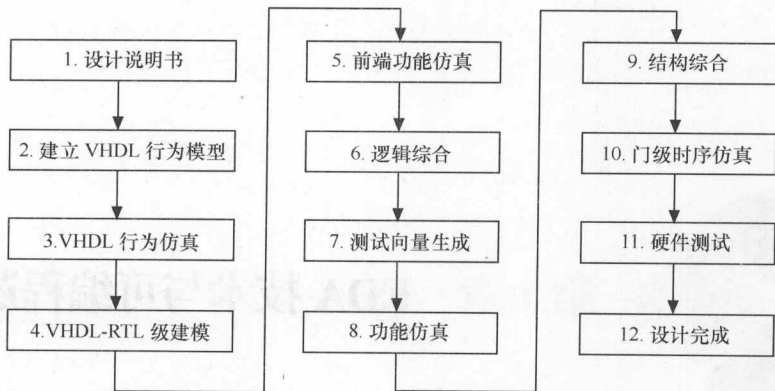 1. 设计说明书
2. 建立 VHDL 行为模型
3.VHDL 行为仿真
4.VHDL-RTL 级建模
5. 前端功能仿真
6. 逻辑综合
7. 测试向量生成
8. 功能仿真
9. 结构综合
10. 门级时序仿真
11. 硬件测试
12. 设计完成